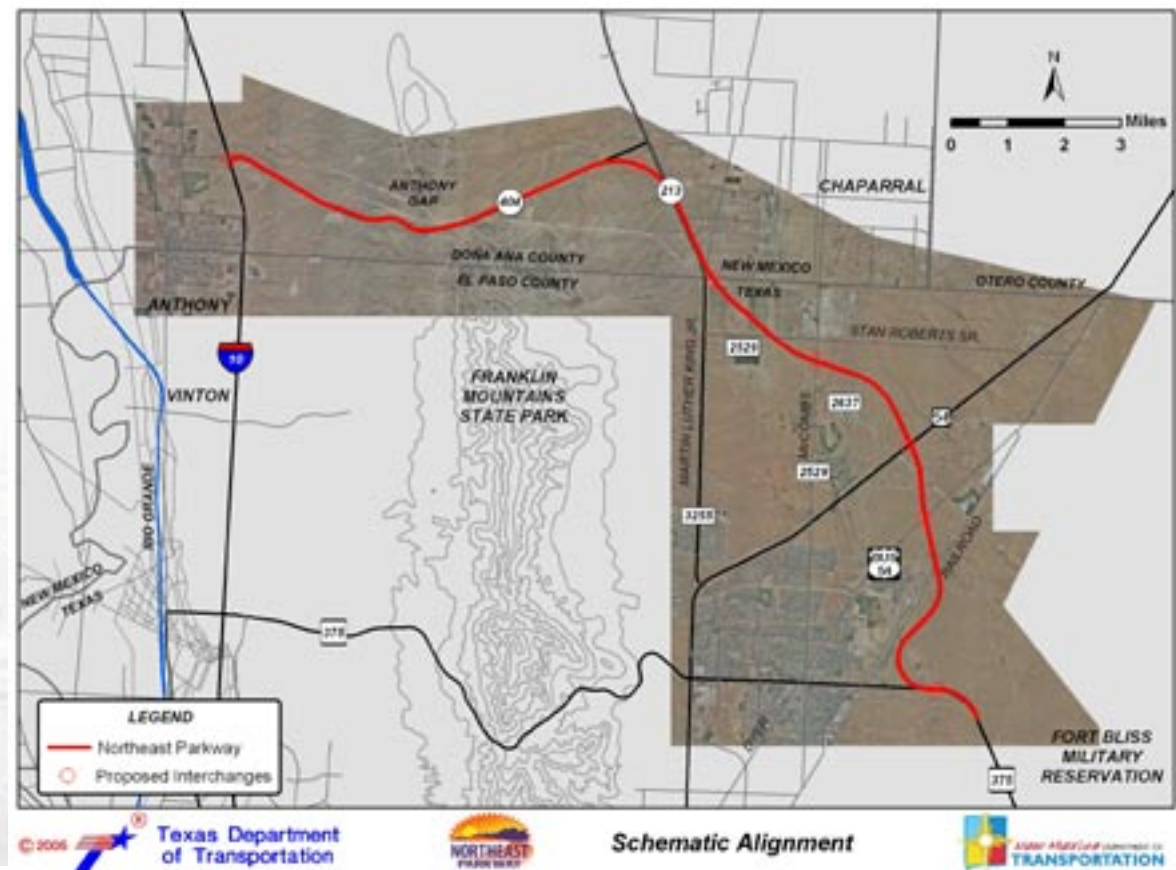 N
Miles
0 1 2 3
CHAPARRAL
ANTHONY
GAP
404
213
DOÑA ANA COUNTY
EL PASO COUNTY
NEW MEXICO
TEXAS
OTERO COUNTY
ANTHONY
STAN ROBERTS SR.
2529
10
VINTON
FRANKLIN
MOUNTAINS
STATE PARK
MARTIN LUTHER KING JR.
2637
McCOMBS
54
2529
RIO GRANDE
3255
RAILROAD
54
NEW MEXICO
TEXAS
375
DYER
LEGEND
Northeast Parkway
Proposed Interchanges
FORT BLISS
MILITARY
RESERVATION
375
© 2005
Texas Department
of Transportation
NORTHEAST
PARKWAY
Schematic Alignment
TRANSPORTATION